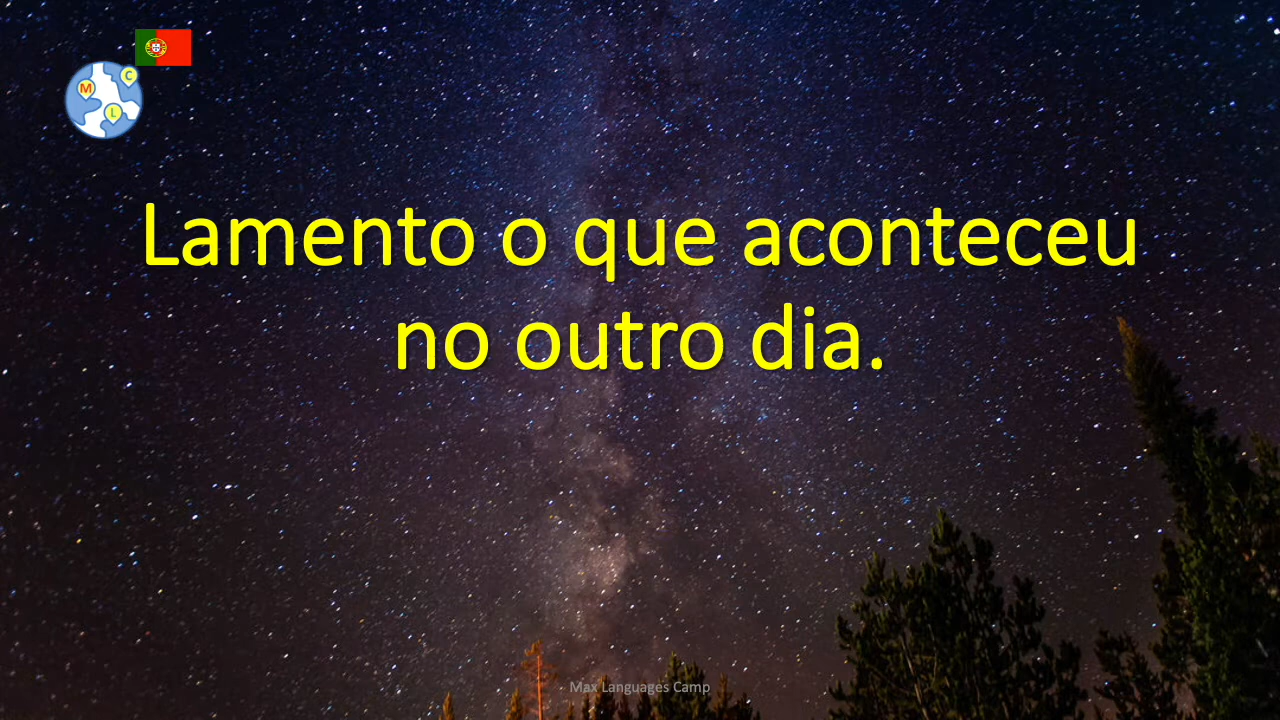 C
M
L
Lamento o que aconteceu
no outro dia.
Max Languages Camp